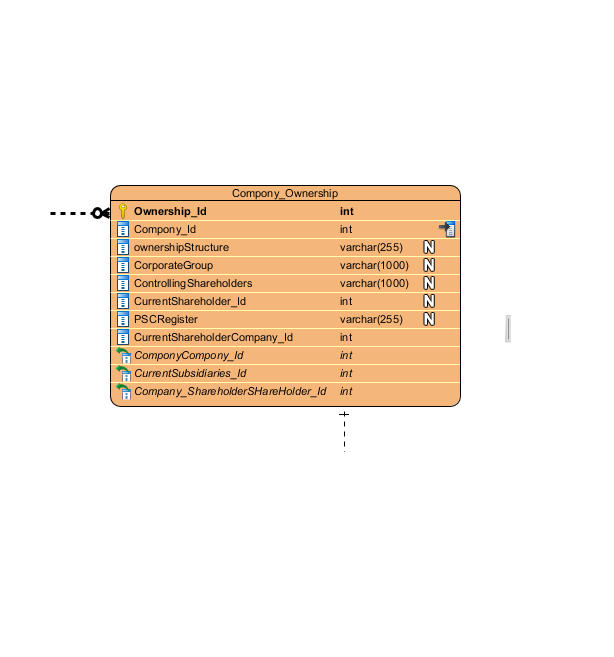 Compony_Ownership
Ownership_Id int
Compony_Id int
ownershipStructure varchar(255) N
CorporateGroup varchar(1000) N
ControllingShareholders varchar(1000) N
CurrentShareholder_Id int N
PSCRegister varchar(255) N
CurrentShareholderCompany_Id int
ComponyCompony_Id int
CurrentSubsidiaries_Id int
Company_ShareholderSHareHolder_Id int